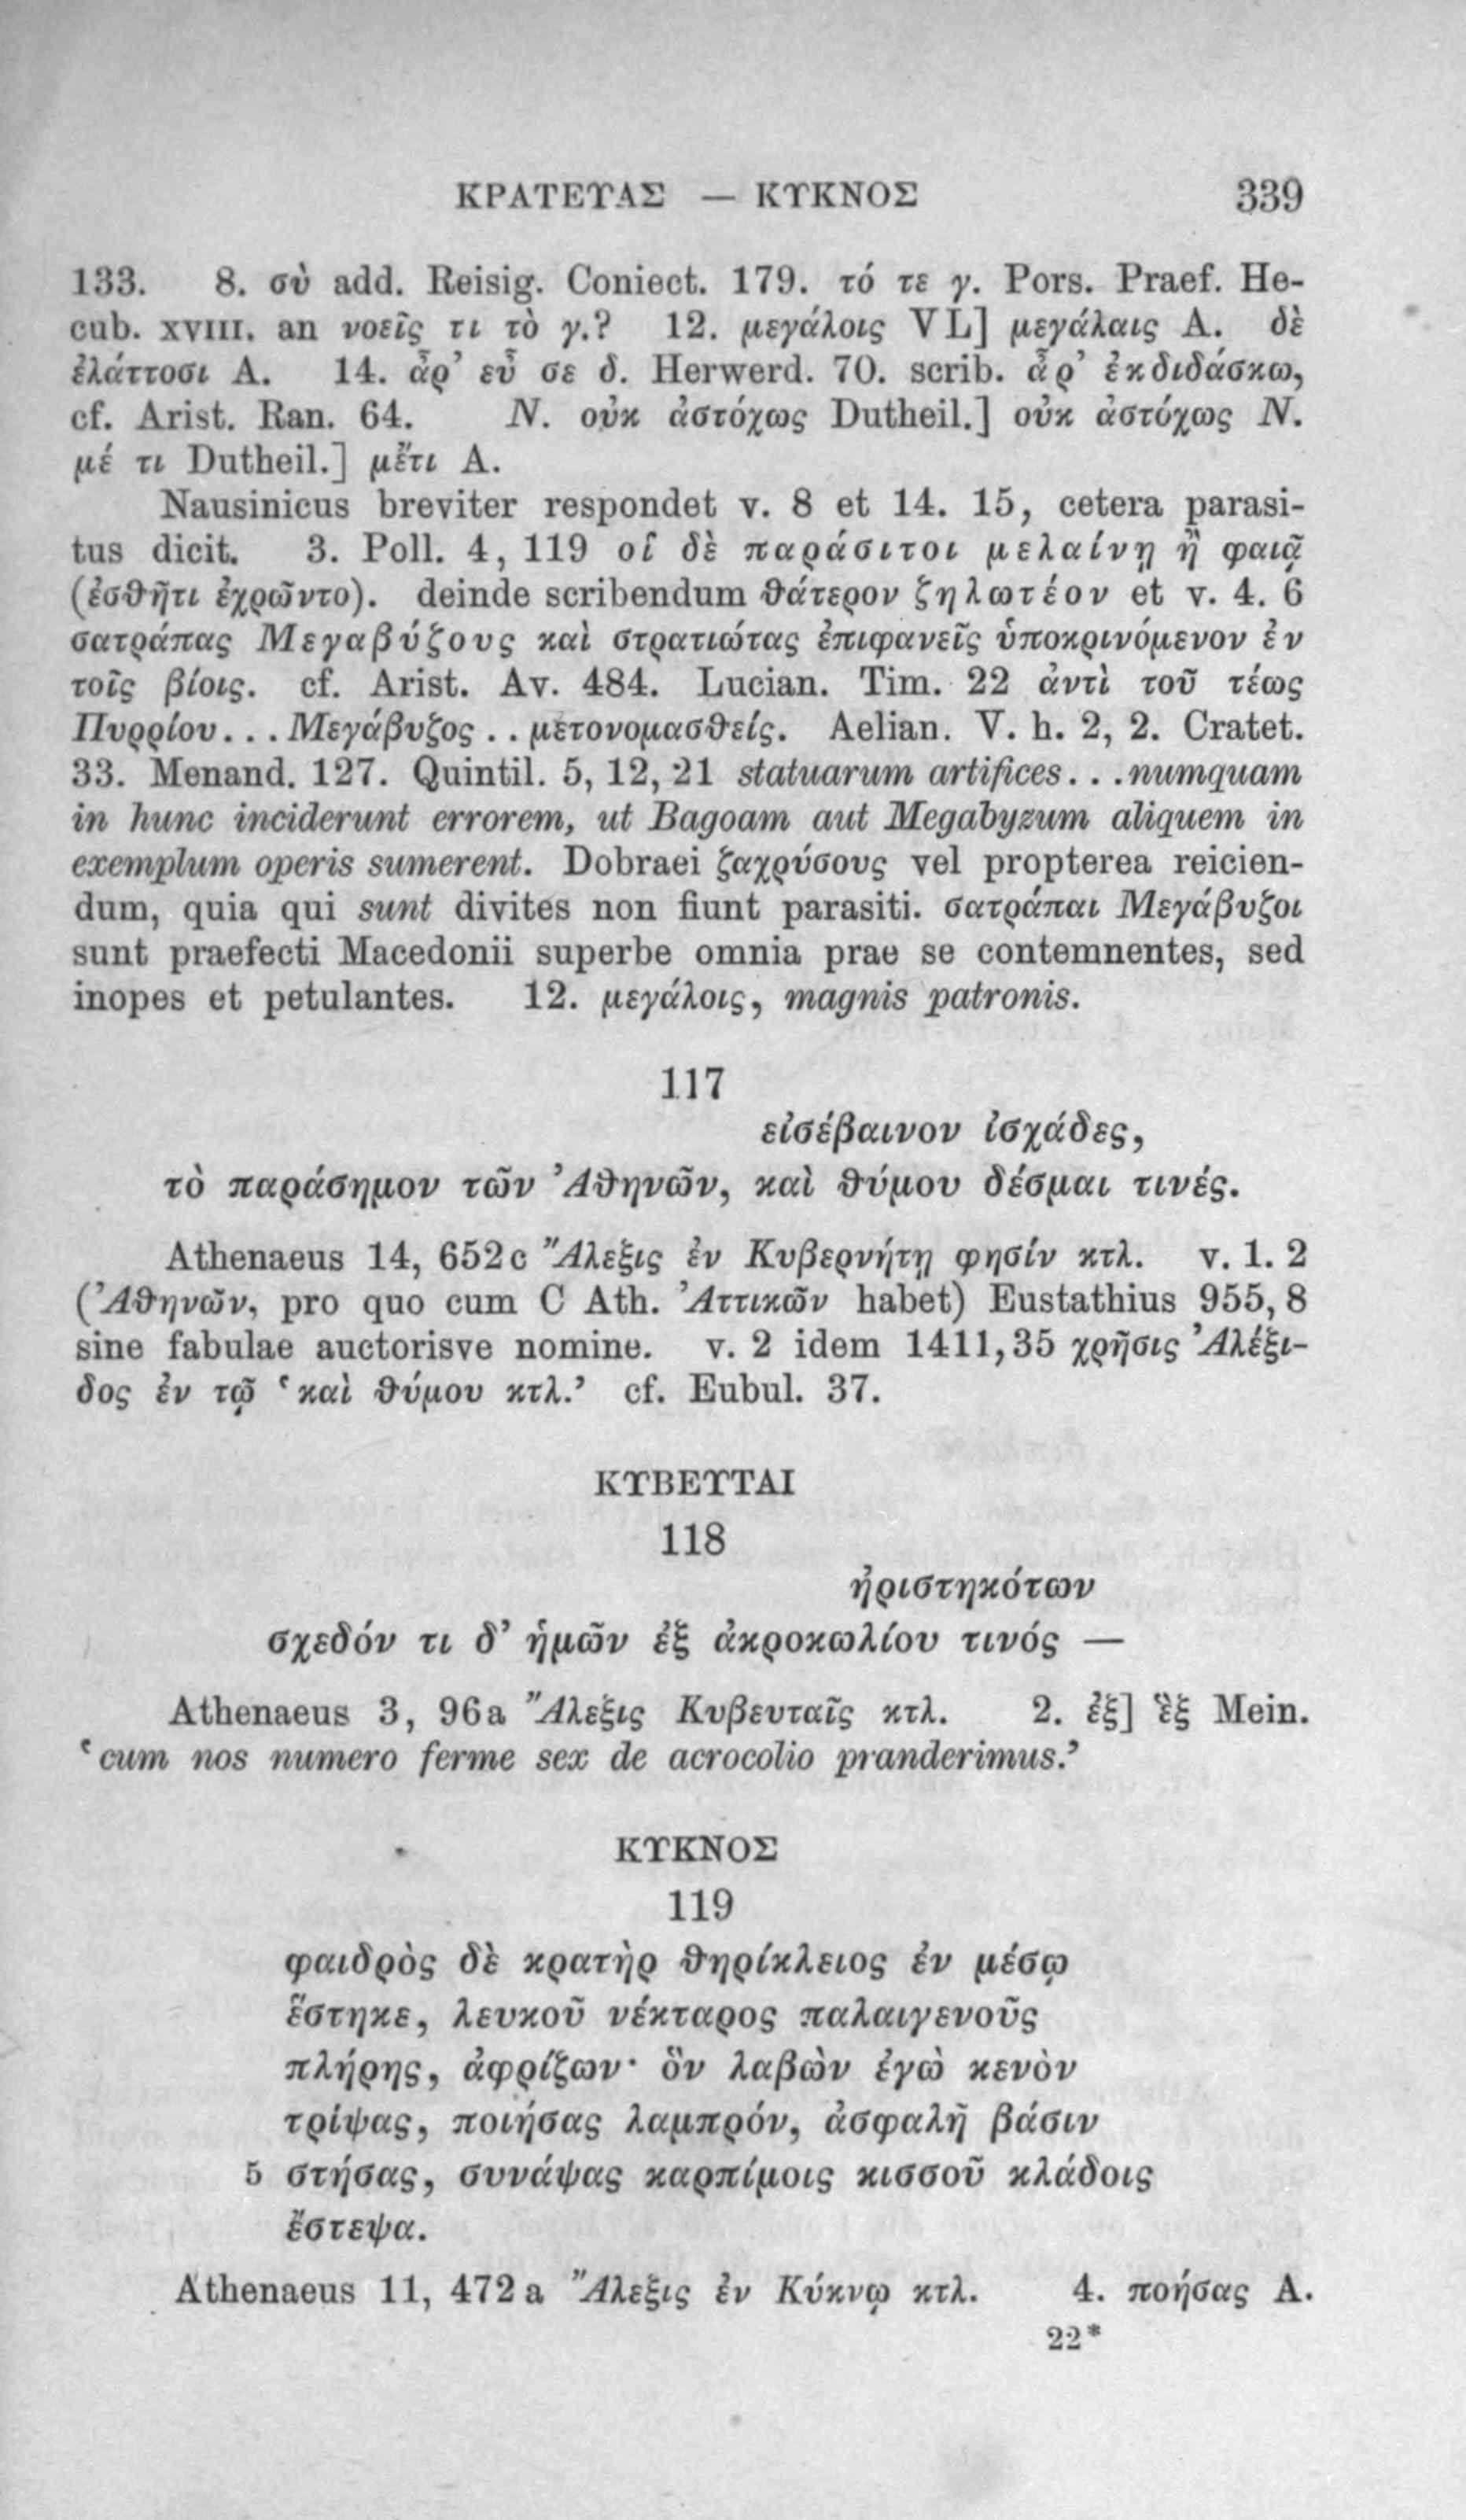 ΚΡΑΤΕΥΑΣ — ΚΥΚΝΟΣ 339
133. 8. σὺ add. Reisig. Coniect. 179. τό τε γ. Pors. Praef. He-
cub. XVIII. an νοεῖς τι τὸ γ.? 12. μεγάλοις VL] μεγάλαις A. δὲ
ἐλάττοσι A. 14. ἆρ’ εὖ σε δ. Herwerd. 70. scrib. ἆρ’ ἐκδιδάσκω,
cf. Arist. Ran. 64. N. οὐκ ἀστόχως Dutheil.] οὐκ ἀστόχως N.
μέ τι Dutheil.] μἔτι A.
Nausinicus breviter respondet v. 8 et 14. 15, cetera parasi-
tus dicit. 3. Poll. 4, 119 οἱ δὲ παράσιτοι μελαίνῃ ἢ φαιᾷ
(ἐσθῆτι ἐχρῶντο). deinde scribendum θάτερον ζηλωτέον et v. 4. 6
σατράπας Μεγαβύζους καὶ στρατιώτας ἐπιφανεῖς ὑποκρινόμενον ἐν
τοῖς βίοις. cf. Arist. Av. 484. Lucian. Tim. 22 ἀντὶ τοῦ τέως
Πυρρίου... Μεγάβυζος .. μετονομασθείς. Aelian. V. h. 2, 2. Cratet.
33. Menand. 127. Quintil. 5, 12, 21 statuarum artifices... numquam
in hunc inciderunt errorem, ut Bagoam aut Megabyzum aliquem in
exemplum operis sumerent. Dobraei ζαχρύσους vel propterea reicien-
dum, quia qui sunt divites non fiunt parasiti. σατράπαι Μεγάβυζοι
sunt praefecti Macedonii superbe omnia prae se contemnentes, sed
inopes et petulantes. 12. μεγάλοις, magnis patronis.
117
εἰσέβαινον ἰσχάδες,
τὸ παράσημον τῶν Ἀθηνῶν, καὶ θύμου δέσμαι τινές.
Athenaeus 14, 652c Ἄλεξις ἐν Κυβερνήτῃ φησίν κτλ. v. 1. 2
(Ἀθηνῶν, pro quo cum C Ath. Ἀττικῶν habet) Eustathius 955, 8
sine fabulae auctorisve nomine. v. 2 idem 1411, 35 χρῆσις Ἀλέξι-
δος ἐν τῷ ‘καὶ θύμου κτλ.’ cf. Eubul. 37.
ΚΥΒΕΥΤΑΙ
118
ἠριστηκότων
σχεδόν τι δ’ ἡμῶν ἐξ ἀκροκωλίου τινός —
Athenaeus 3, 96a Ἄλεξις Κυβευταῖς κτλ. 2. ἐξ] ἓξ Mein.
‘cum nos numero ferme sex de acrocolio pranderimus.’
ΚΥΚΝΟΣ
119
φαιδρὸς δὲ κρατὴρ θηρίκλειος ἐν μέσῳ
ἕστηκε, λευκοῦ νέκταρος παλαιγενοῦς
πλήρης, ἀφρίζων· ὃν λαβὼν ἐγὼ κενὸν
τρίψας, ποιήσας λαμπρόν, ἀσφαλῆ βάσιν
5 στήσας, συνάψας καρπίμοις κισσοῦ κλάδοις
ἔστεψα.
Athenaeus 11, 472a Ἄλεξις ἐν Κύκνῳ κτλ. 4. ποήσας A.
22*